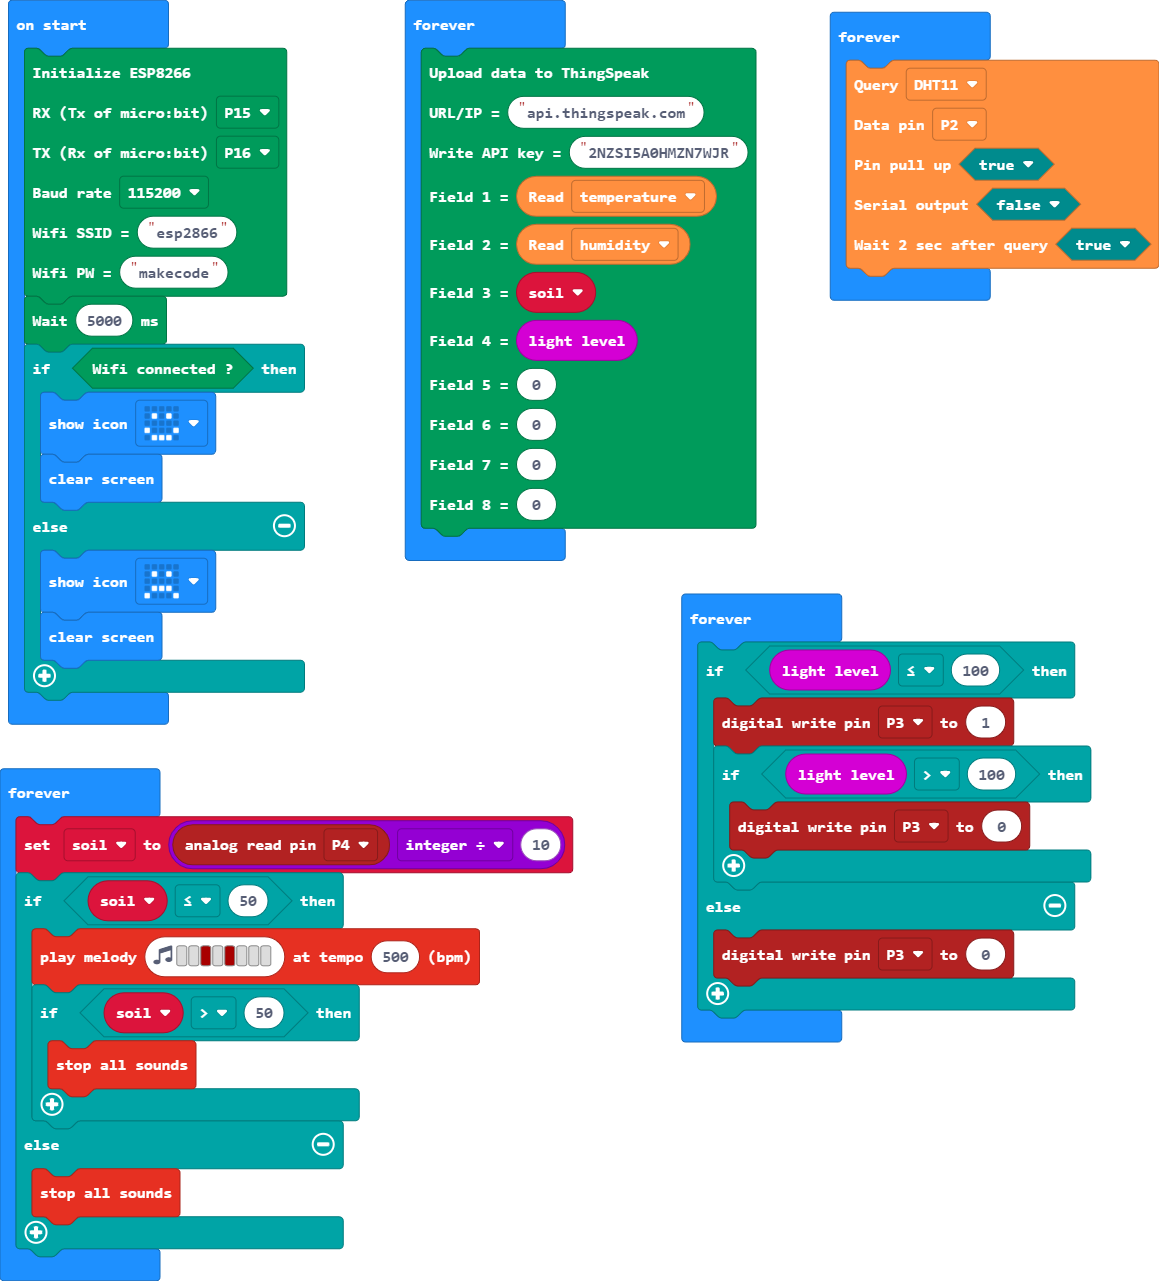 on start
Initialize ESP8266
RX (Tx of micro:bit) P15
TX (Rx of micro:bit) P16
Baud rate 115200
Wifi SSID = "esp2866"
Wifi PW = "makecode"
Wait 5000 ms
if Wifi connected ? then
show icon
clear screen
else
show icon
clear screen
forever
Upload data to ThingSpeak
URL/IP = "api.thingspeak.com"
Write API key = "2NZSI5A0HMZN7WJR"
Field 1 = Read temperature
Field 2 = Read humidity
Field 3 = soil
Field 4 = light level
Field 5 = 0
Field 6 = 0
Field 7 = 0
Field 8 = 0
forever
Query DHT11
Data pin P2
Pin pull up true
Serial output false
Wait 2 sec after query true
forever
if light level ≤ 100 then
digital write pin P3 to 1
if light level > 100 then
digital write pin P3 to 0
else
digital write pin P3 to 0
forever
set soil to analog read pin P4 integer ÷ 10
if soil ≤ 50 then
play melody at tempo 500 (bpm)
if soil > 50 then
stop all sounds
else
stop all sounds